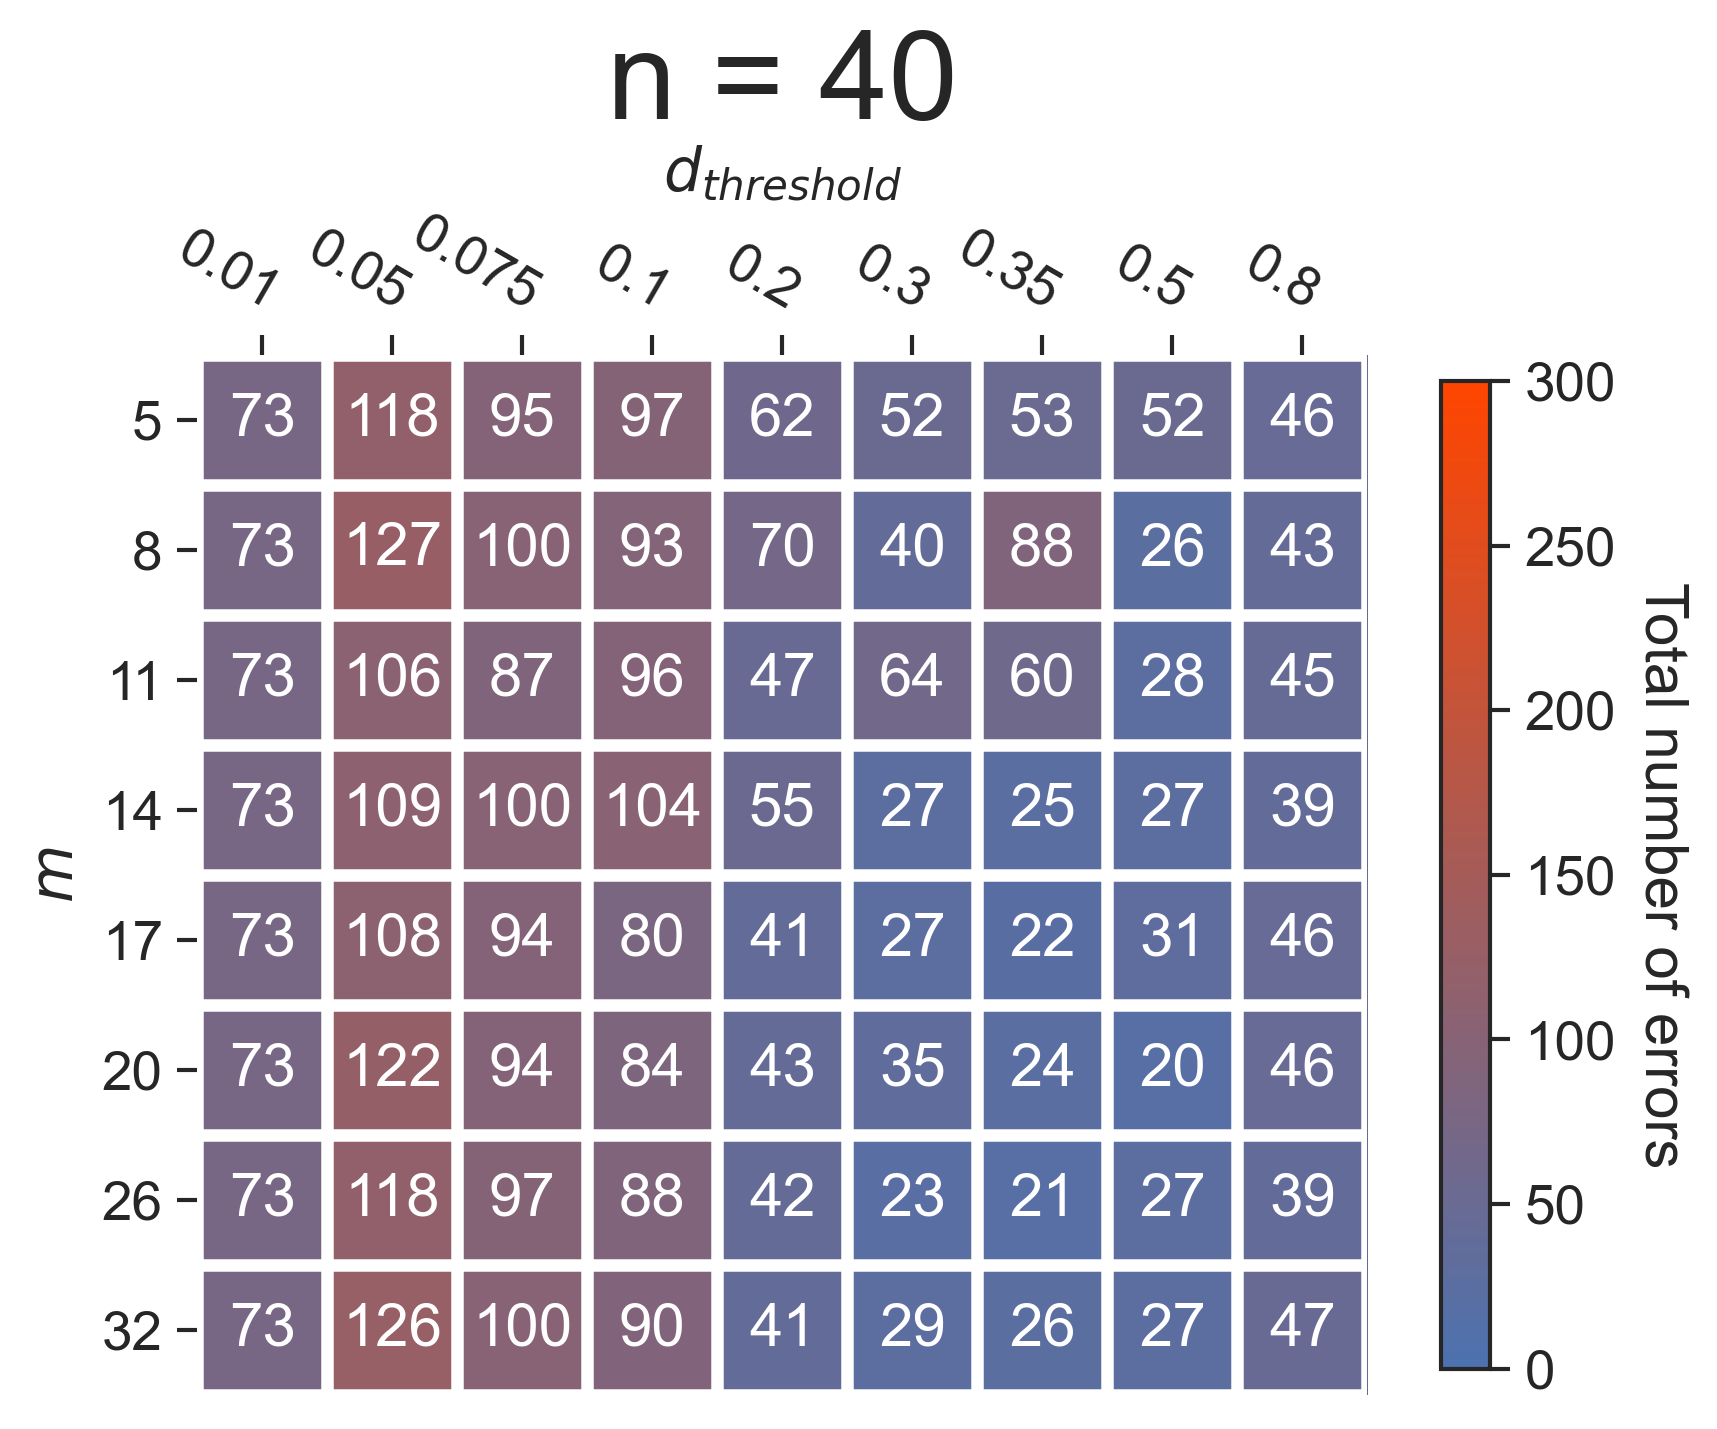 n = 40
d_threshold
0.01 0.05 0.075 0.1 0.2 0.3 0.35 0.5 0.8
5 73 118 95 97 62 52 53 52 46
8 73 127 100 93 70 40 88 26 43
11 73 106 87 96 47 64 60 28 45
14 73 109 100 104 55 27 25 27 39
17 73 108 94 80 41 27 22 31 46
20 73 122 94 84 43 35 24 20 46
26 73 118 97 88 42 23 21 27 39
32 73 126 100 90 41 29 26 27 47
m
300
250
200
150
100
50
0
Total number of errors